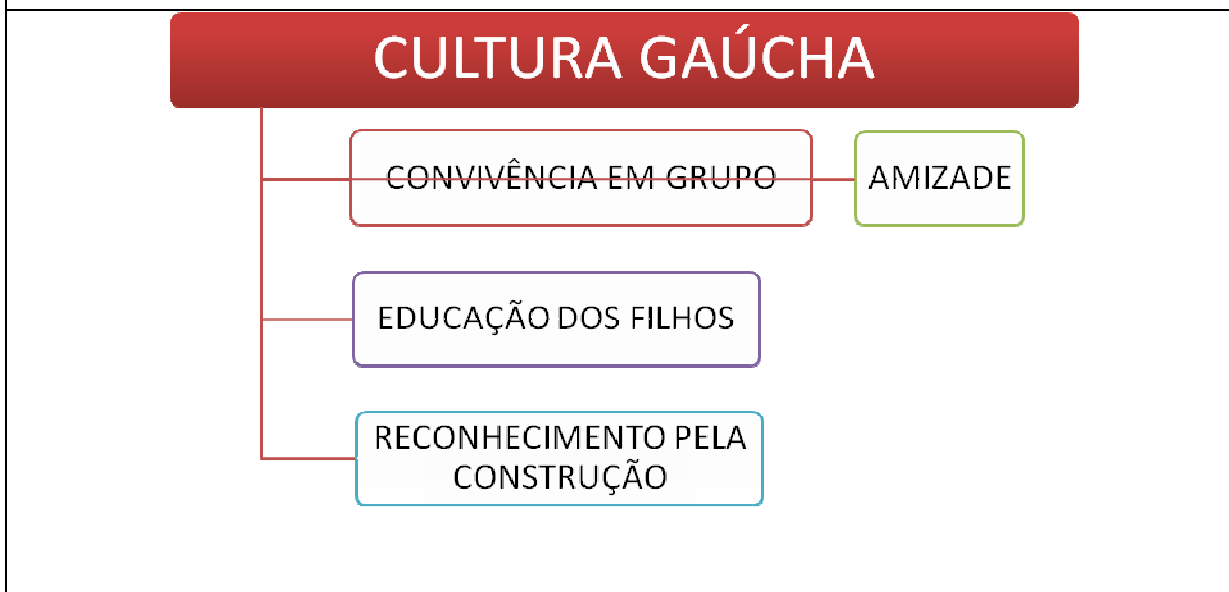 CULTURA GAÚCHA
CONVIVÊNCIA EM GRUPO
AMIZADE
EDUCAÇÃO DOS FILHOS
RECONHECIMENTO PELA
CONSTRUÇÃO